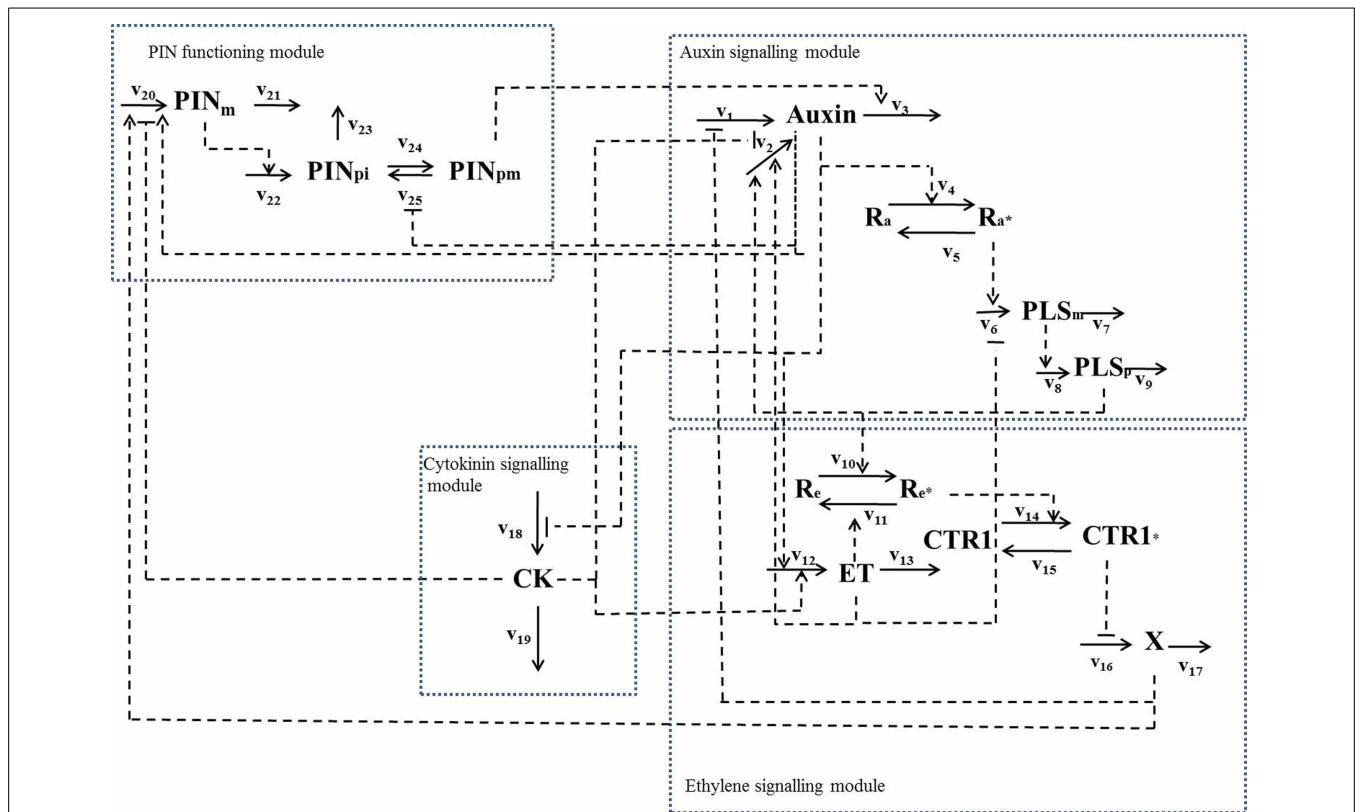 PIN functioning module
Auxin signalling module
v20 PINm v21
v23
v24
PINpi PINpm
v22 v25
v1 Auxin v3
v2
v4
Ra Ra*
v5
PLSm
v6 v7
PLSp
v8 v9
Cytokinin signalling
module
v18
CK
v19
v10
Re Re*
v11
v14
CTR1 CTR1*
v12 ET v13
v15
X
v16 v17
Ethylene signalling module